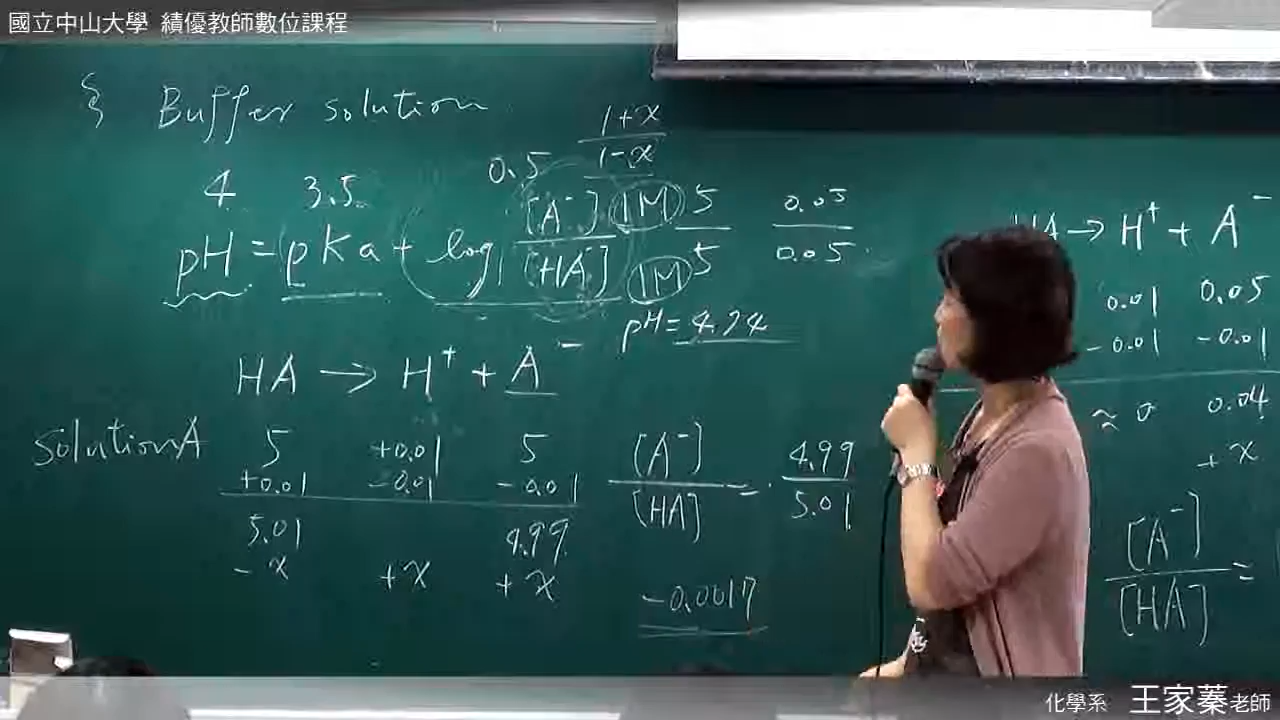 國立中山大學 績優教師數位課程
§ Buffer solution
1+x
1-x
4 3.5 0.5
pH = pKa + log [A⁻] 1M 5 0.05
[HA] 1M 5 0.05
pH = 4.74
HA → H⁺ + A⁻
Solution A 5 +0.01 5
+0.01 -0.01 -0.01
5.01 4.99
-x +x +x
[A⁻] / [HA] = 4.99 / 5.01
-0.0017
HA → H⁺ + A⁻
0.01 0.05
-0.01 -0.01
≈ 0 0.04
+x
[A⁻] / [HA] =
化學系 王家蓁老師